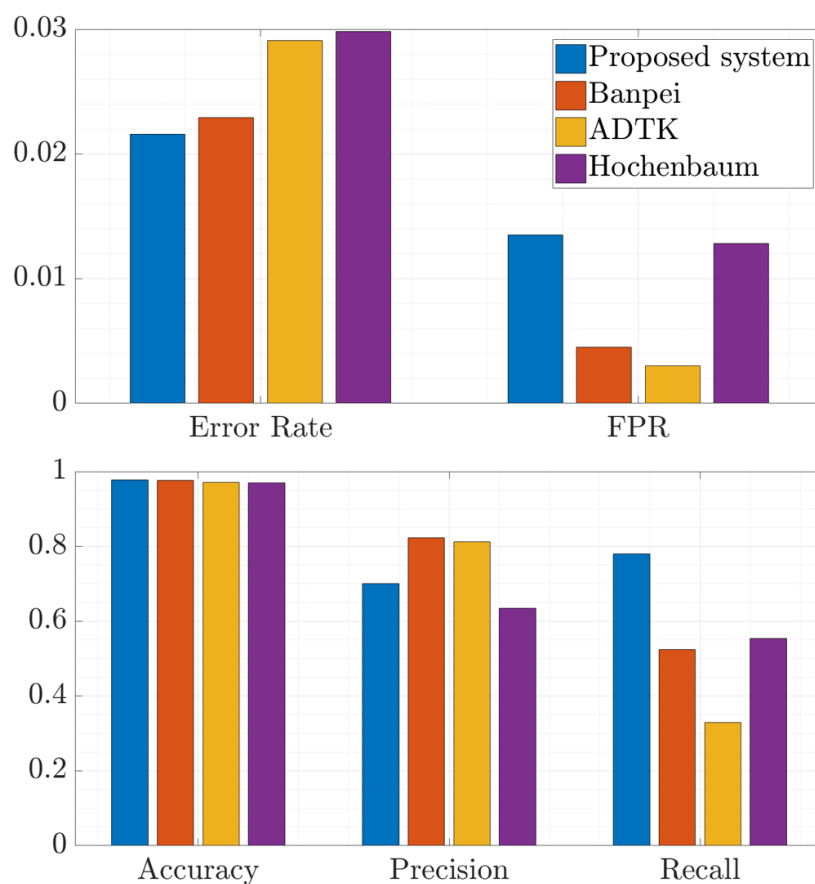 0.03
0.02
0.01
0
Proposed system
Banpei
ADTK
Hochenbaum
Error Rate FPR
1
0.8
0.6
0.4
0.2
0
Accuracy Precision Recall